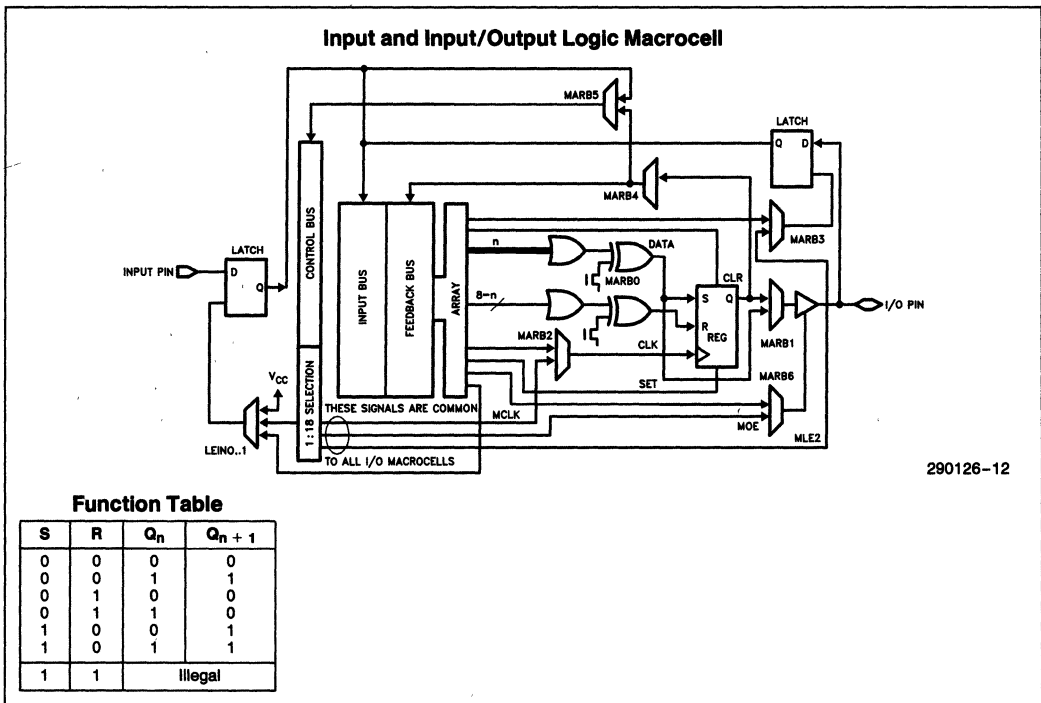 Input and Input/Output Logic Macrocell
MARB5
LATCH
Q D
MARB4
MARB3
CONTROL BUS
INPUT BUS
FEEDBACK BUS
ARRAY
n
DATA
MARB0
LATCH
INPUT PIN
D
Q
8-n
CLR
S Q
R
REG
I/O PIN
MARB1
MARB2
CLK
SET
MARB6
VCC
1:18 SELECTION
THESE SIGNALS ARE COMMON
MCLK
MOE
MLE2
LEIN0..1
TO ALL I/O MACROCELLS
290126-12
Function Table
S R Qn Qn + 1
0 0 0 0
0 0 1 1
0 1 0 0
0 1 1 0
1 0 0 1
1 0 1 1
1 1 Illegal